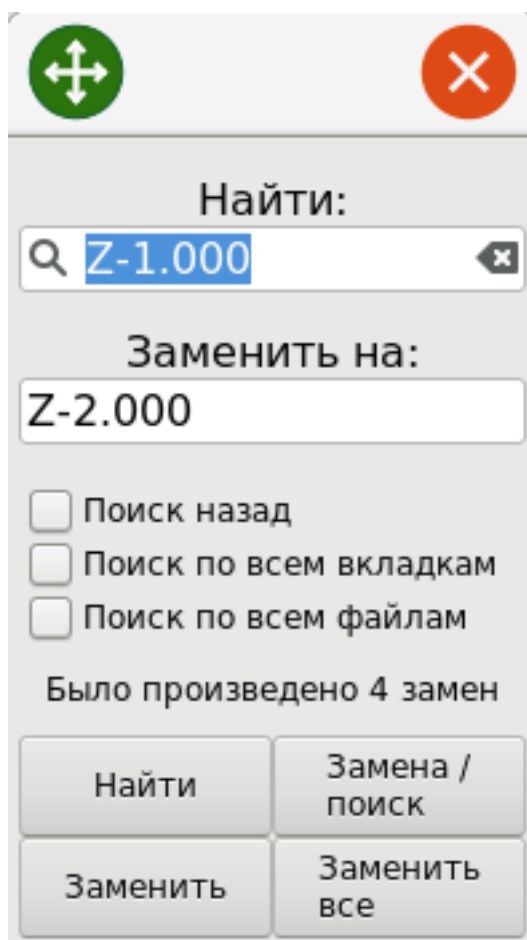 Найти:
Z-1.000
Заменить на:
Z-2.000
Поиск назад
Поиск по всем вкладкам
Поиск по всем файлам
Было произведено 4 замен
Найти
Замена /
поиск
Заменить
Заменить
все